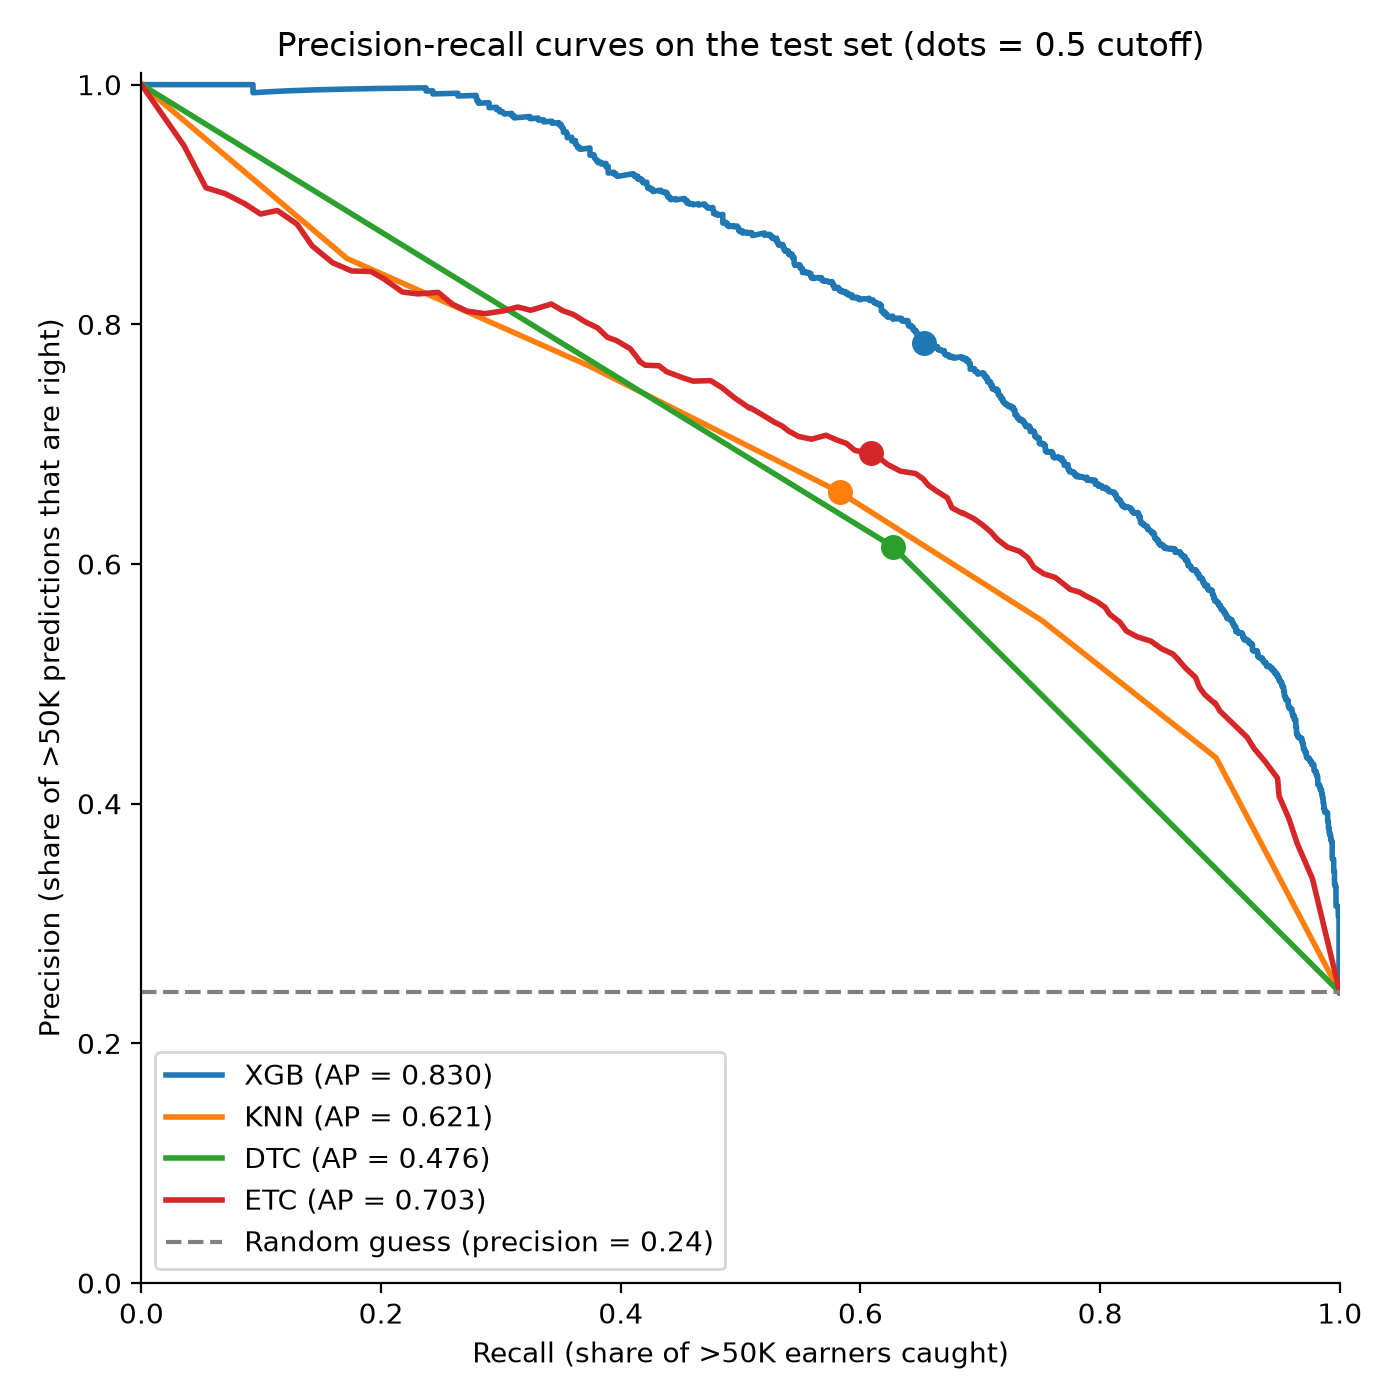 Precision-recall curves on the test set (dots = 0.5 cutoff)
Precision (share of >50K predictions that are right)
1.0
0.8
0.6
0.4
0.2
0.0
XGB (AP = 0.830)
KNN (AP = 0.621)
DTC (AP = 0.476)
ETC (AP = 0.703)
Random guess (precision = 0.24)
0.0 0.2 0.4 0.6 0.8 1.0
Recall (share of >50K earners caught)